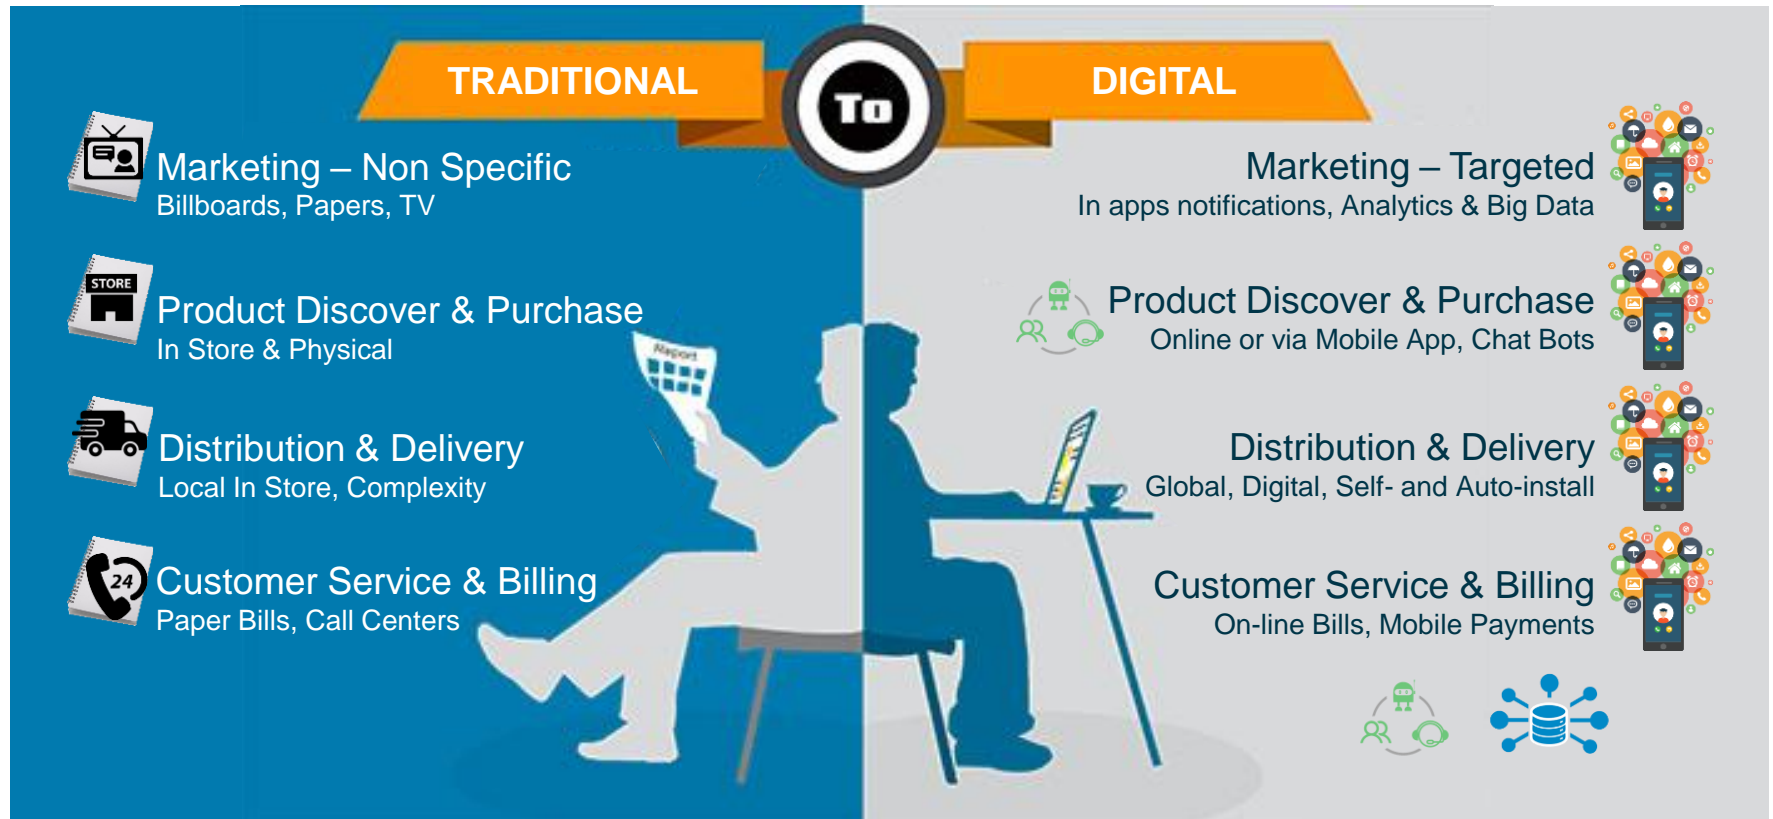 TRADITIONAL
To
DIGITAL
Marketing – Non Specific
Billboards, Papers, TV
STORE
Product Discover & Purchase
In Store & Physical
Distribution & Delivery
Local In Store, Complexity
24
Customer Service & Billing
Paper Bills, Call Centers
Report
Marketing – Targeted
In apps notifications, Analytics & Big Data
Product Discover & Purchase
Online or via Mobile App, Chat Bots
Distribution & Delivery
Global, Digital, Self- and Auto-install
Customer Service & Billing
On-line Bills, Mobile Payments